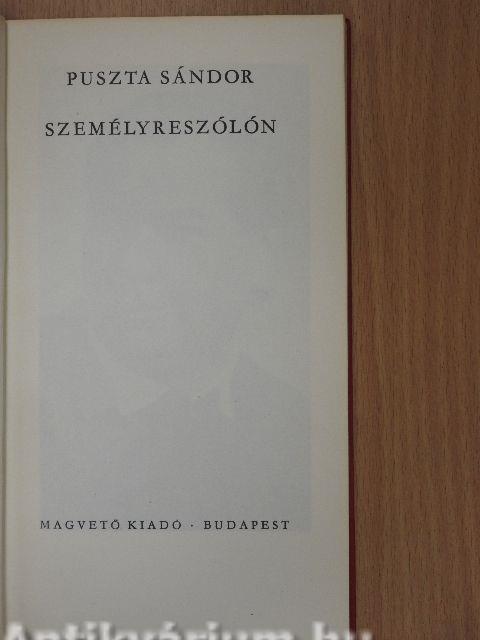 PUSZTA SÁNDOR
SZEMÉLYRESZÓLÓN
MAGVETŐ KIADÓ · BUDAPEST
Antikvárium.hu